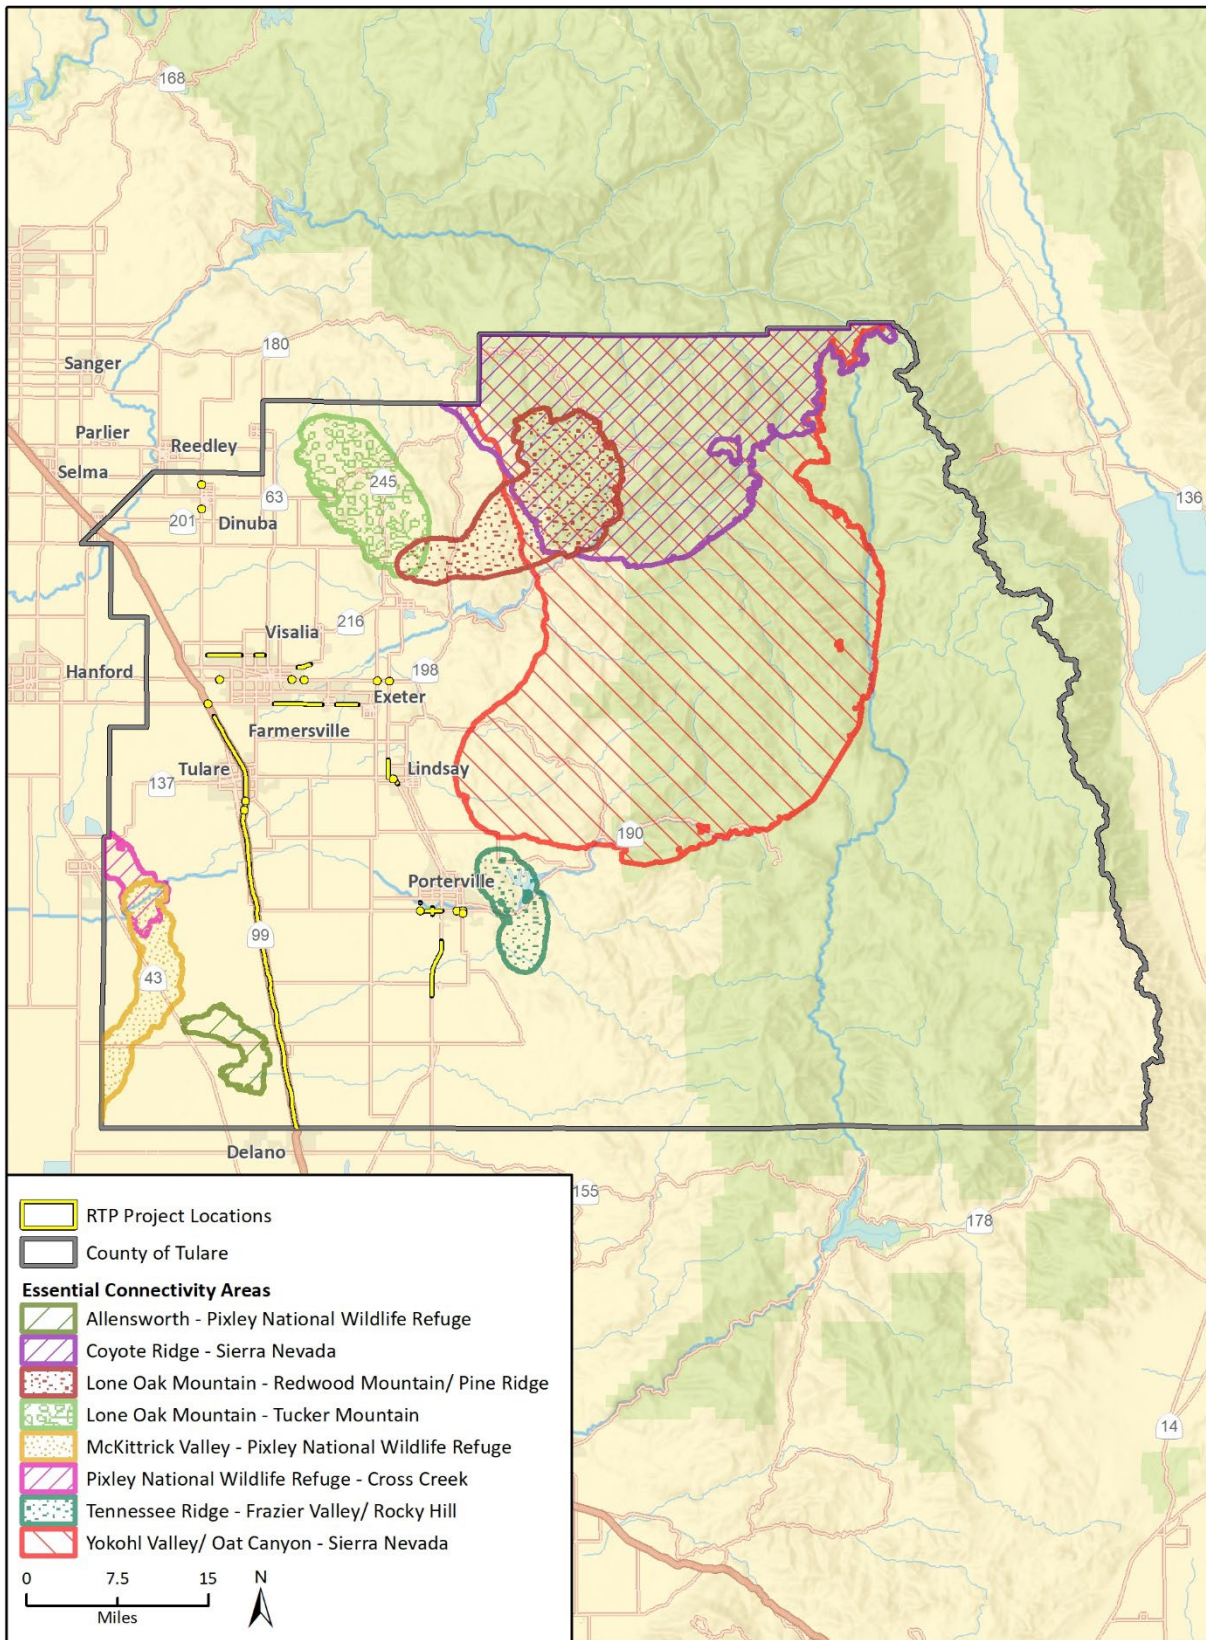 168
180
Sanger
Parlier
Reedley
Selma
245
63
136
201
Dinuba
216
Visalia
Hanford
198
Exeter
Farmersville
Tulare
Lindsay
137
190
Porterville
99
43
Delano
155
178
14
RTP Project Locations
County of Tulare
Essential Connectivity Areas
Allensworth - Pixley National Wildlife Refuge
Coyote Ridge - Sierra Nevada
Lone Oak Mountain - Redwood Mountain/ Pine Ridge
Lone Oak Mountain - Tucker Mountain
McKittrick Valley - Pixley National Wildlife Refuge
Pixley National Wildlife Refuge - Cross Creek
Tennessee Ridge - Frazier Valley/ Rocky Hill
Yokohl Valley/ Oat Canyon - Sierra Nevada
0 7.5 15
Miles
N